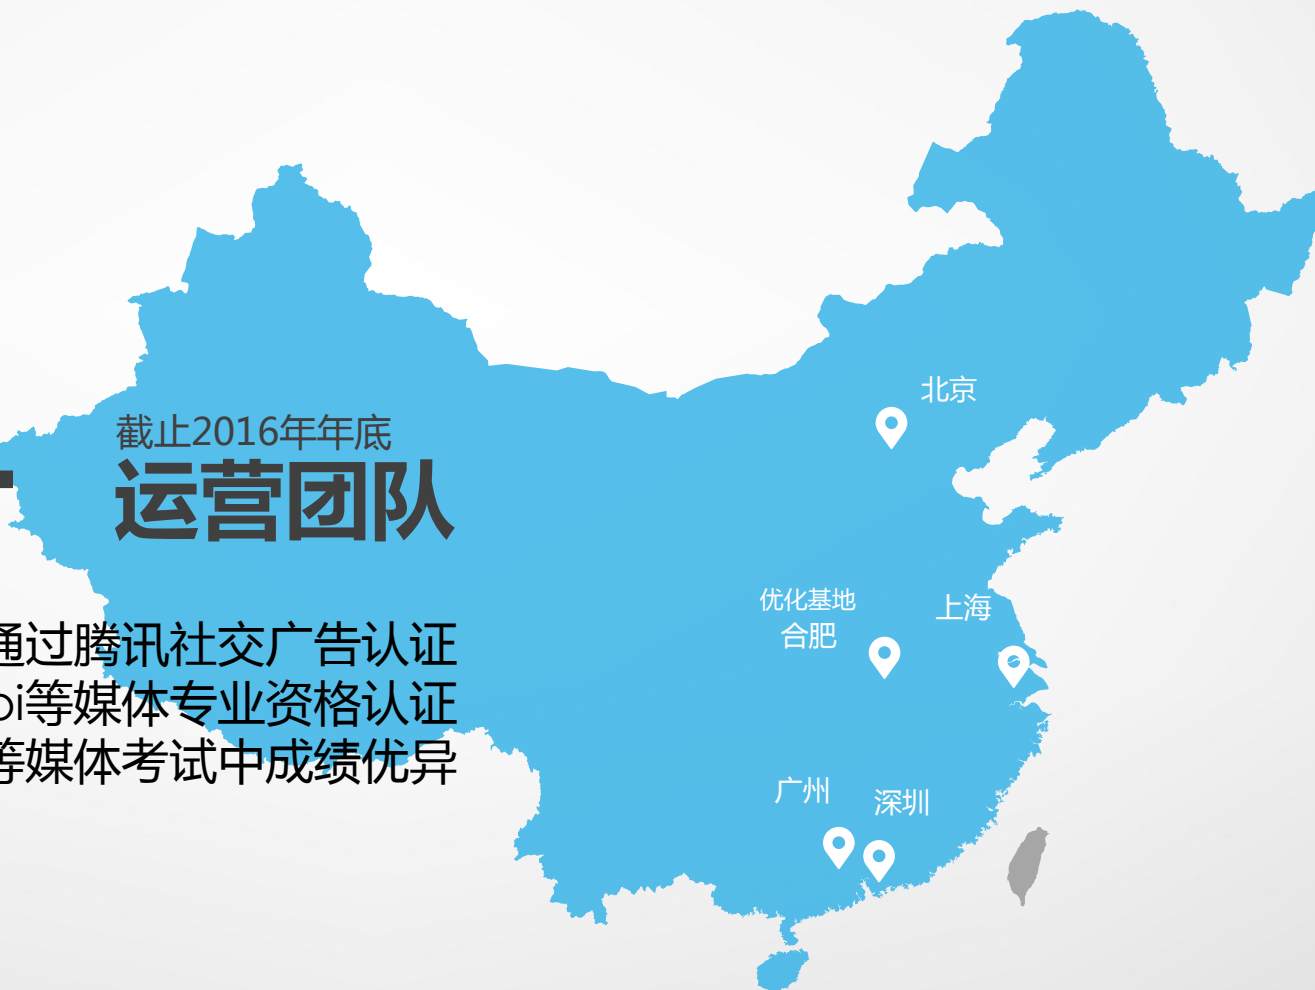 截止2016年年底
运营团队
通过腾讯社交广告认证
等媒体专业资格认证
等媒体考试中成绩优异
北京
优化基地
合肥
上海
广州
深圳